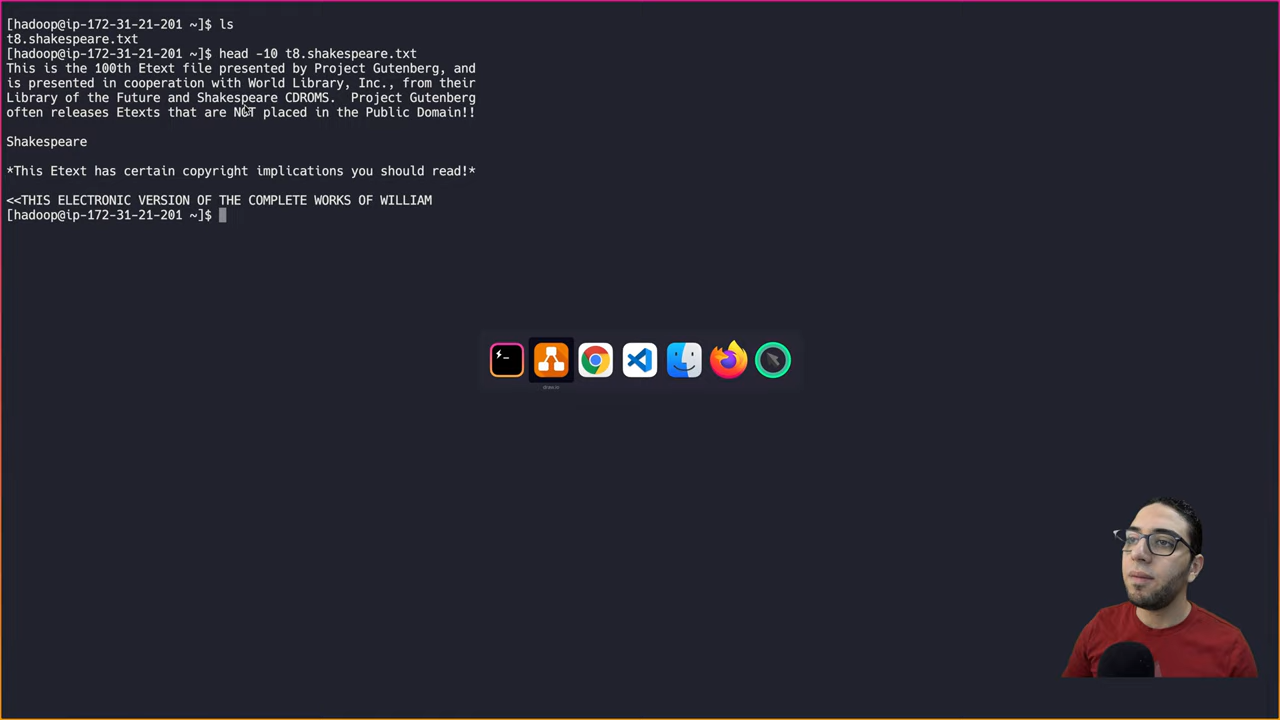 [hadoop@ip-172-31-21-201 ~]$ ls
t8.shakespeare.txt
[hadoop@ip-172-31-21-201 ~]$ head -10 t8.shakespeare.txt
This is the 100th Etext file presented by Project Gutenberg, and
is presented in cooperation with World Library, Inc., from their
Library of the Future and Shakespeare CDROMS.  Project Gutenberg
often releases Etexts that are NOT placed in the Public Domain!!
Shakespeare
*This Etext has certain copyright implications you should read!*
<<THIS ELECTRONIC VERSION OF THE COMPLETE WORKS OF WILLIAM
[hadoop@ip-172-31-21-201 ~]$
draw.io